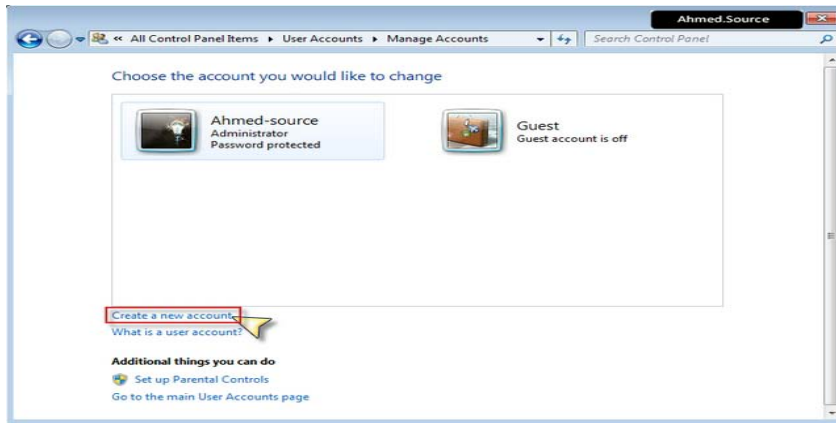 Ahmed.Source
« All Control Panel Items ▸ User Accounts ▸ Manage Accounts Search Control Panel
Choose the account you would like to change
Ahmed-source
Administrator
Password protected
Guest
Guest account is off
Create a new account
What is a user account?
Additional things you can do
Set up Parental Controls
Go to the main User Accounts page